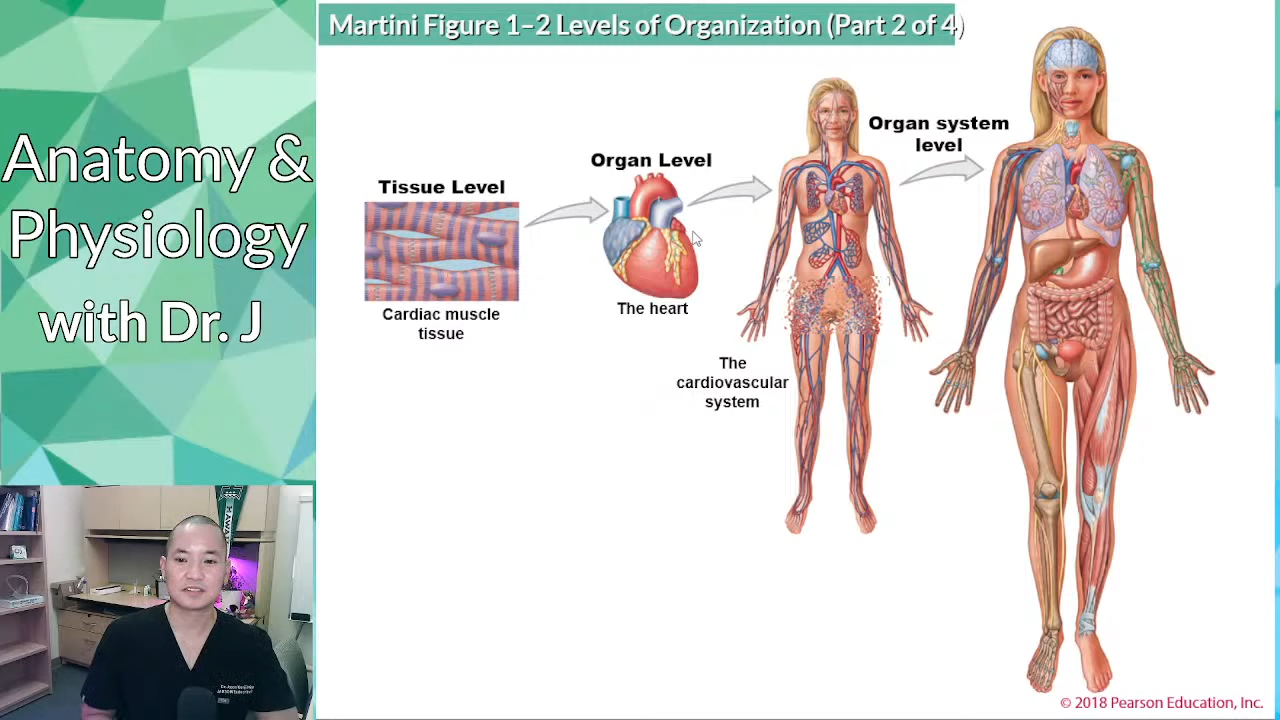 Martini Figure 1–2 Levels of Organization (Part 2 of 4)
Anatomy &
Physiology
with Dr. J
Tissue Level
Cardiac muscle
tissue
Organ Level
The heart
The
cardiovascular
system
Organ system
level
HAWAI
© 2018 Pearson Education, Inc.